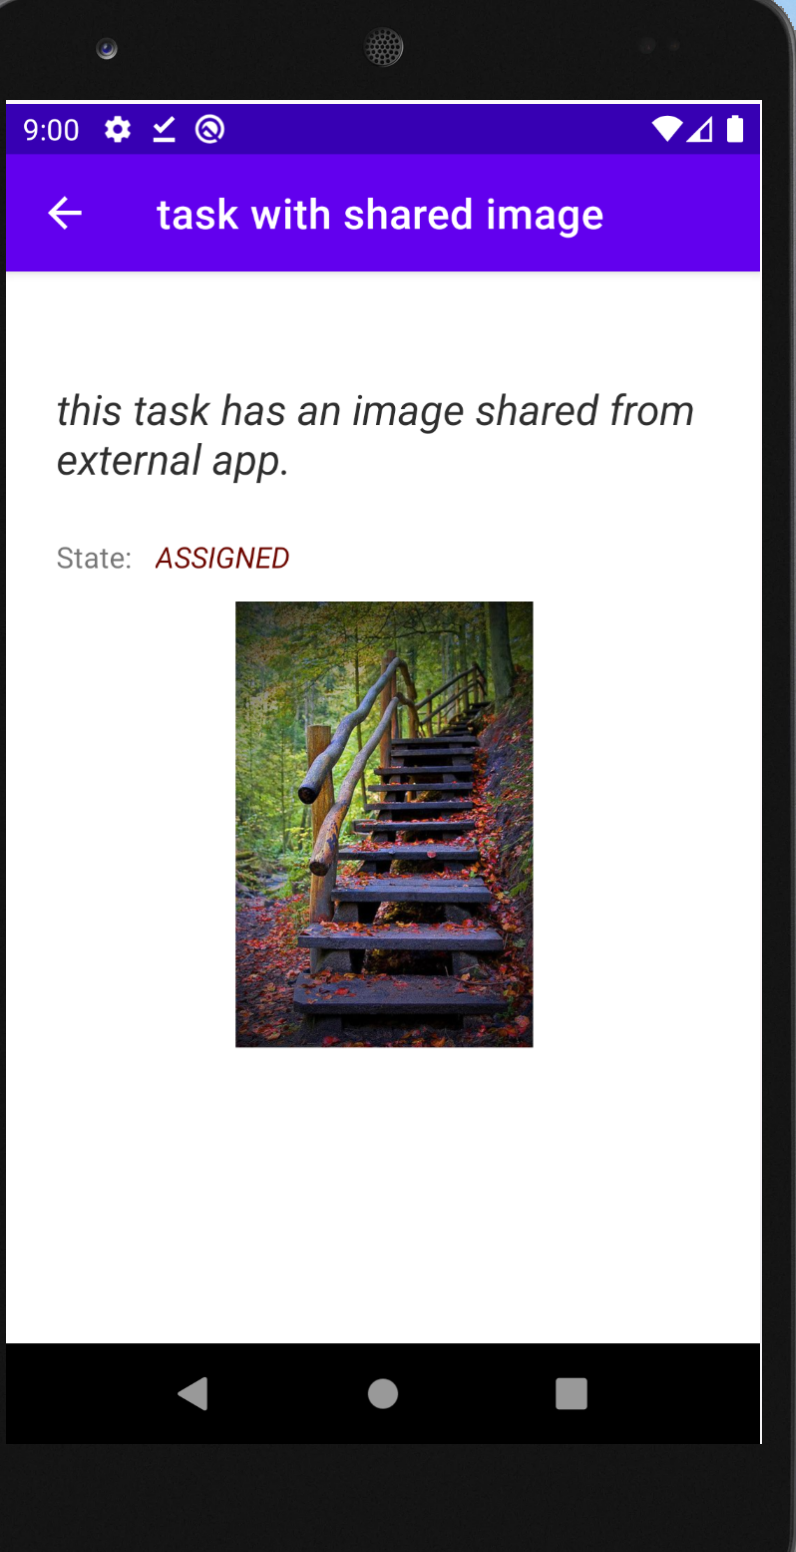 9:00
task with shared image
this task has an image shared from
external app.
State: ASSIGNED